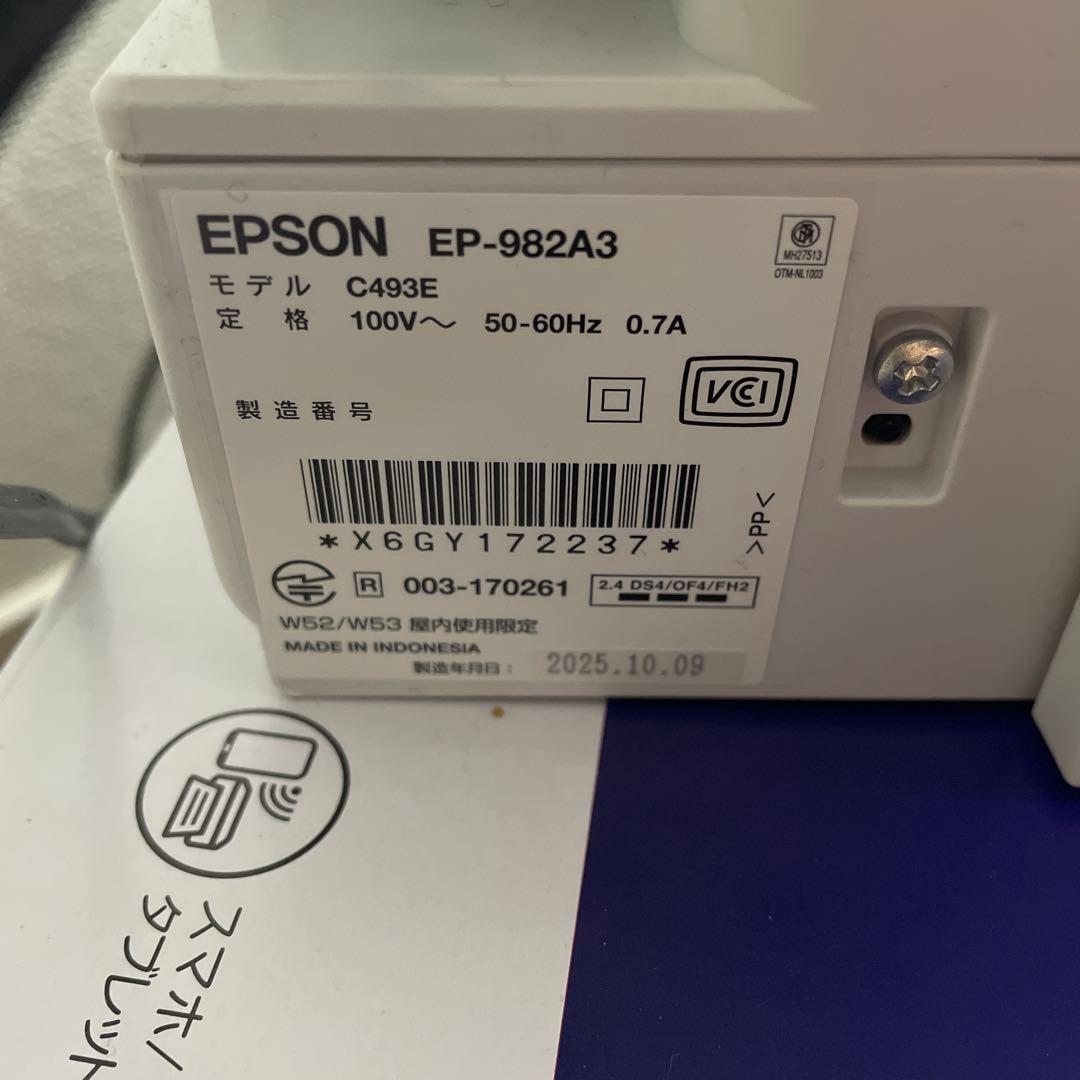 EPSON EP-982A3
MH27513
OTM-NL1003
モデル C493E
定格 100V～ 50-60Hz 0.7A
VCCI
製造番号
*X6GY172237*
>PP<
R 003-170261
2.4 DS4/OF4/FH2
W52/W53 屋内使用限定
MADE IN INDONESIA
製造年月日： 2025.10.09
スマホ/
タブレット